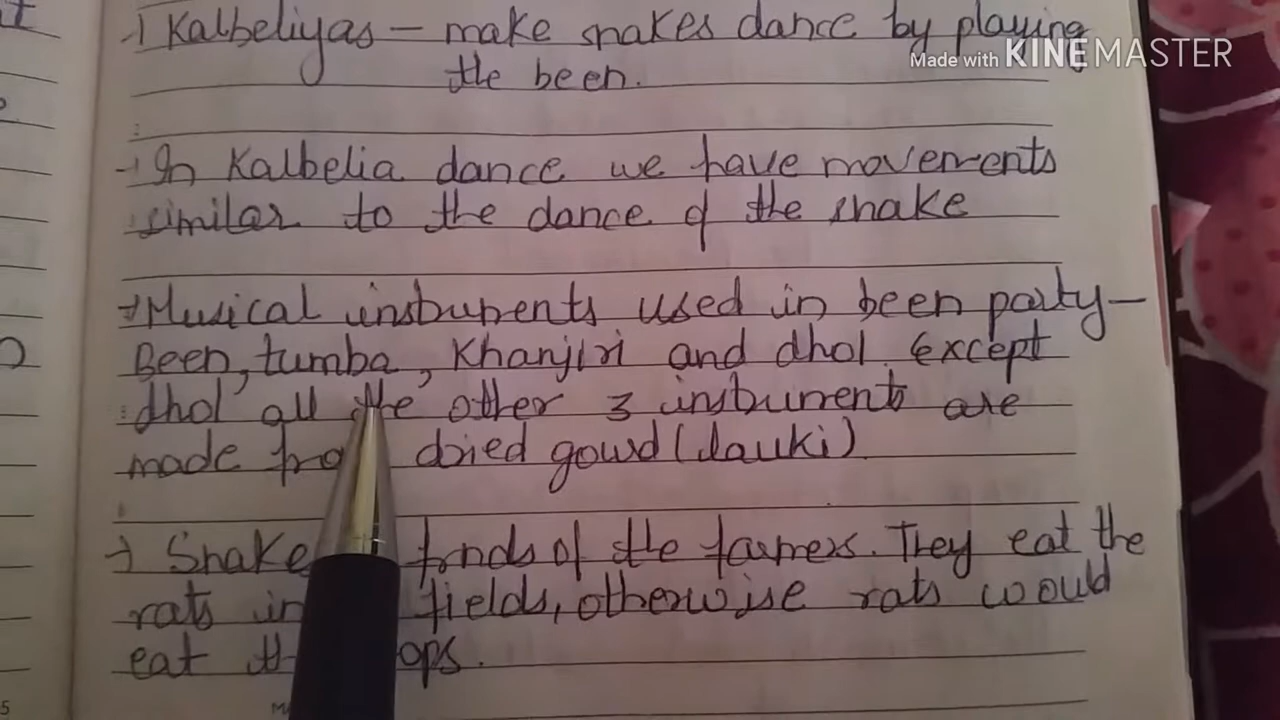 Made with KINEMASTER
→ Kalbeliyas – make snakes dance by playing
the been.
→ In Kalbelia dance we have movements
similar to the dance of the snake
→ Musical instruments used in been party –
Been, tumba, Khanjiri and dhol. Except
dhol all the other 3 instruments are
made dried gourd (lauki)
→ Snake of the farmers. They eat the
rats in fields, otherwise rats would
eat